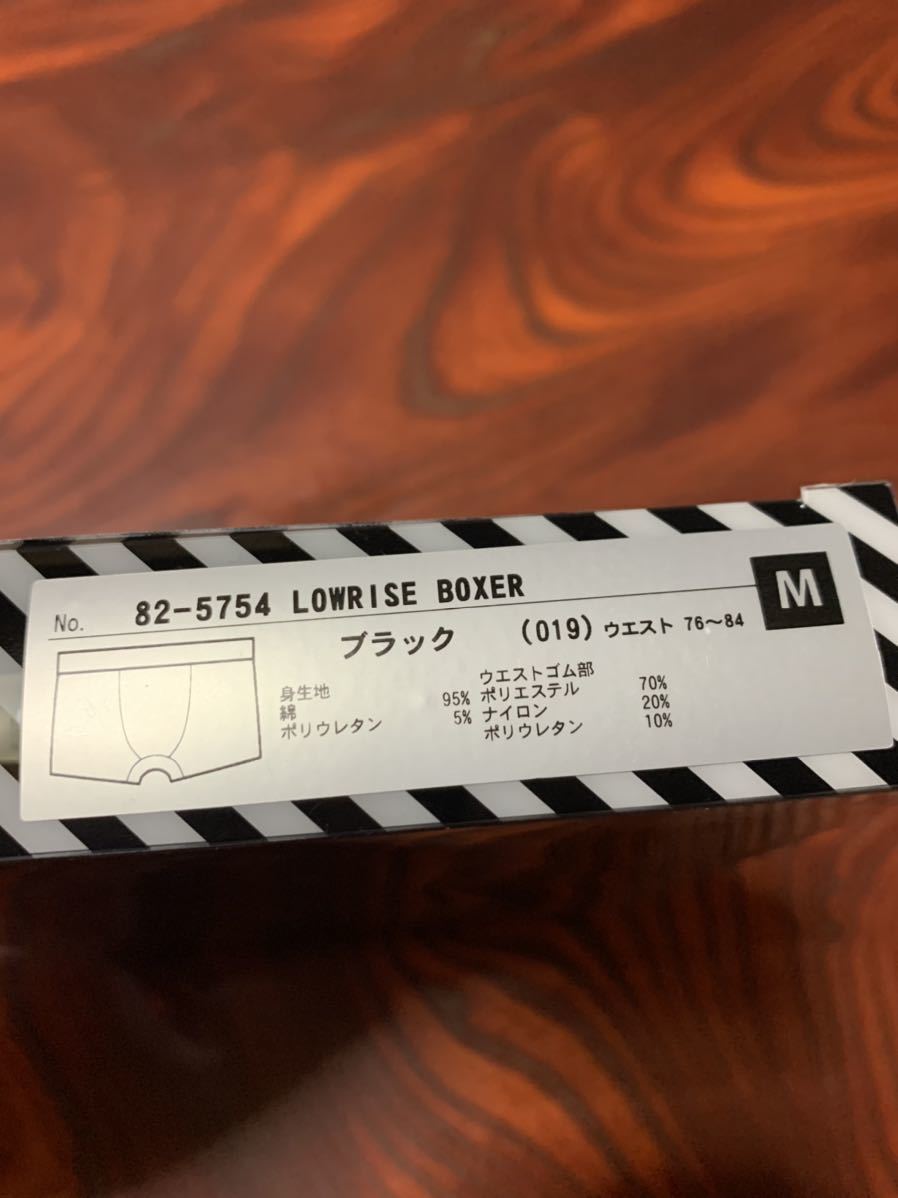 No. 82-5754 LOWRISE BOXER
M
ブラック (019) ウエスト 76～84
身生地
綿 95%
ポリウレタン 5%
ウエストゴム部
ポリエステル 70%
ナイロン 20%
ポリウレタン 10%